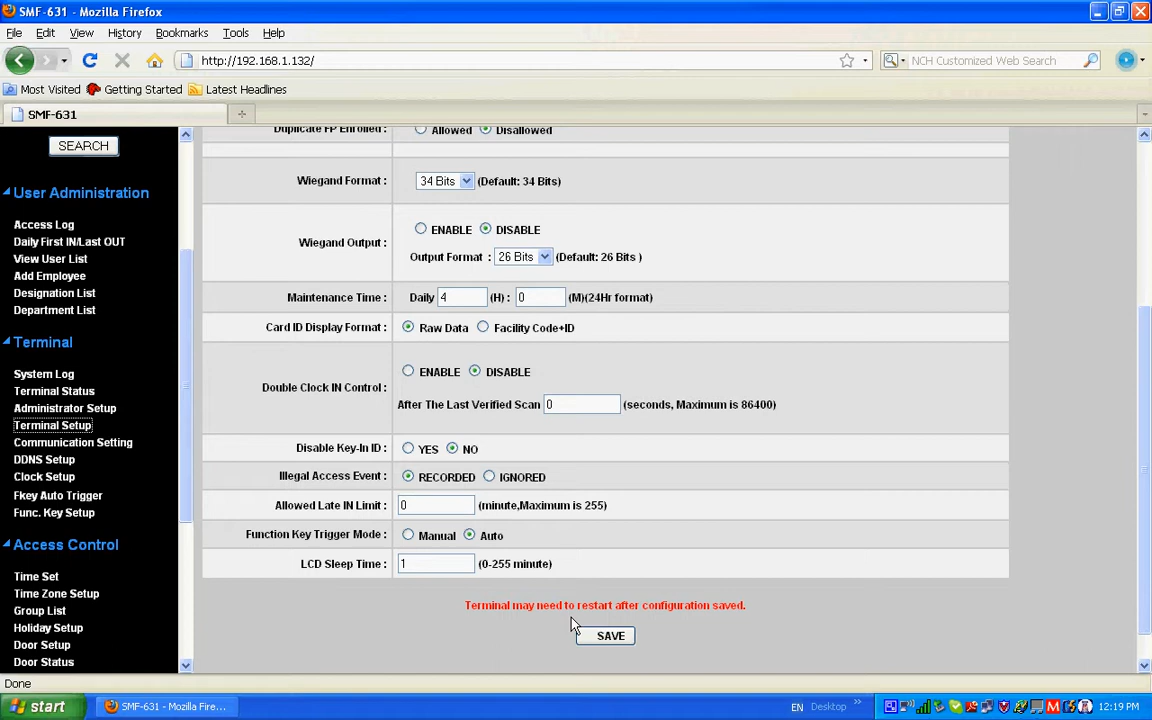 SMF-631 - Mozilla Firefox
File Edit View History Bookmarks Tools Help
http://192.168.1.132/ NCH Customized Web Search
Most Visited Getting Started Latest Headlines
SMF-631
SEARCH
User Administration
Access Log
Daily First IN/Last OUT
View User List
Add Employee
Designation List
Department List
Terminal
System Log
Terminal Status
Administrator Setup
Terminal Setup
Communication Setting
DDNS Setup
Clock Setup
Fkey Auto Trigger
Func. Key Setup
Access Control
Time Set
Time Zone Setup
Group List
Holiday Setup
Door Setup
Door Status
Duplicate FP Enrolled : Allowed Disallowed
Wiegand Format : 34 Bits (Default: 34 Bits)
Wiegand Output : ENABLE DISABLE
Output Format : 26 Bits (Default: 26 Bits )
Maintenance Time : Daily 4 (H) : 0 (M)(24Hr format)
Card ID Display Format : Raw Data Facility Code+ID
Double Clock IN Control : ENABLE DISABLE
After The Last Verified Scan 0 (seconds, Maximum is 86400)
Disable Key-In ID : YES NO
Illegal Access Event : RECORDED IGNORED
Allowed Late IN Limit : 0 (minute,Maximum is 255)
Function Key Trigger Mode : Manual Auto
LCD Sleep Time : 1 (0-255 minute)
Terminal may need to restart after configuration saved.
SAVE
Done
start SMF-631 - Mozilla Fire... EN Desktop » 12:19 PM